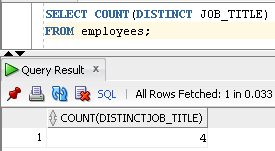 SELECT COUNT(DISTINCT JOB_TITLE)
FROM employees;
Query Result ×
SQL | All Rows Fetched: 1 in 0.033
COUNT(DISTINCTJOB_TITLE)
1 4